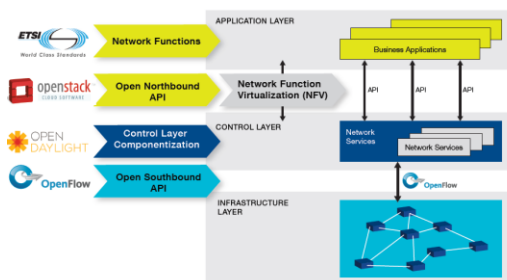 ETSI
World Class Standards
Network Functions
APPLICATION LAYER
Business Applications
openstack
CLOUD SOFTWARE
Open Northbound
API
Network Function
Virtualization (NFV)
API
API
API
OPEN
DAYLIGHT
Control Layer
Componentization
CONTROL LAYER
Network
Services
Network Services
OpenFlow
Open Southbound
API
OpenFlow
INFRASTRUCTURE
LAYER